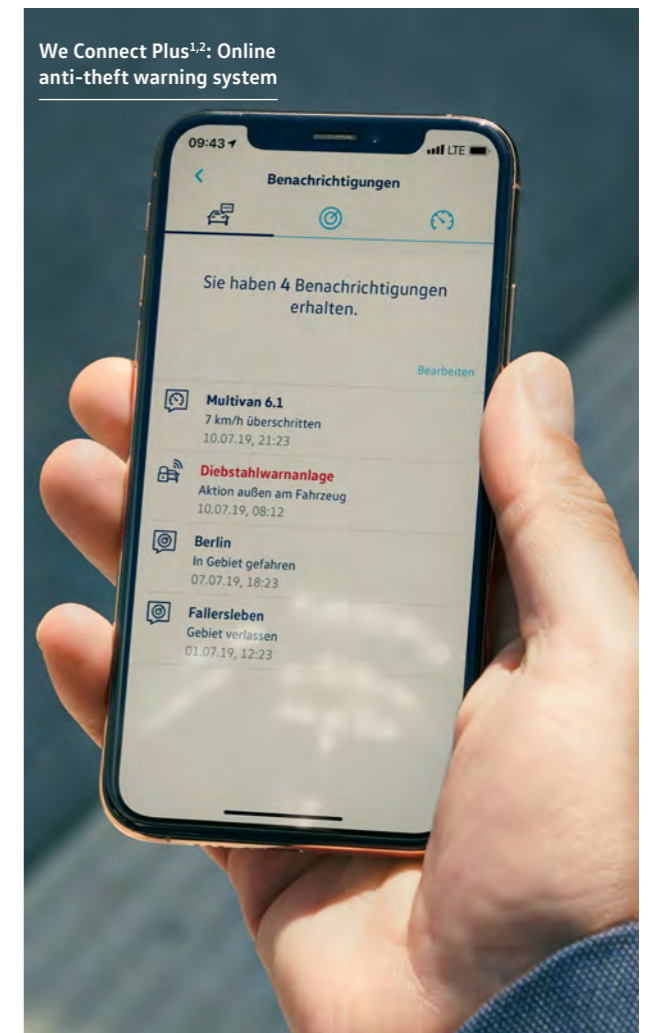 We Connect Plus¹,²: Online
anti-theft warning system
09:43
LTE
Benachrichtigungen
Sie haben 4 Benachrichtigungen
erhalten.
Bearbeiten
Multivan 6.1
7 km/h überschritten
10.07.19, 21:23
Diebstahlwarnanlage
Aktion außen am Fahrzeug
10.07.19, 08:12
Berlin
In Gebiet gefahren
07.07.19, 18:23
Fallersleben
Gebiet verlassen
01.07.19, 12:23